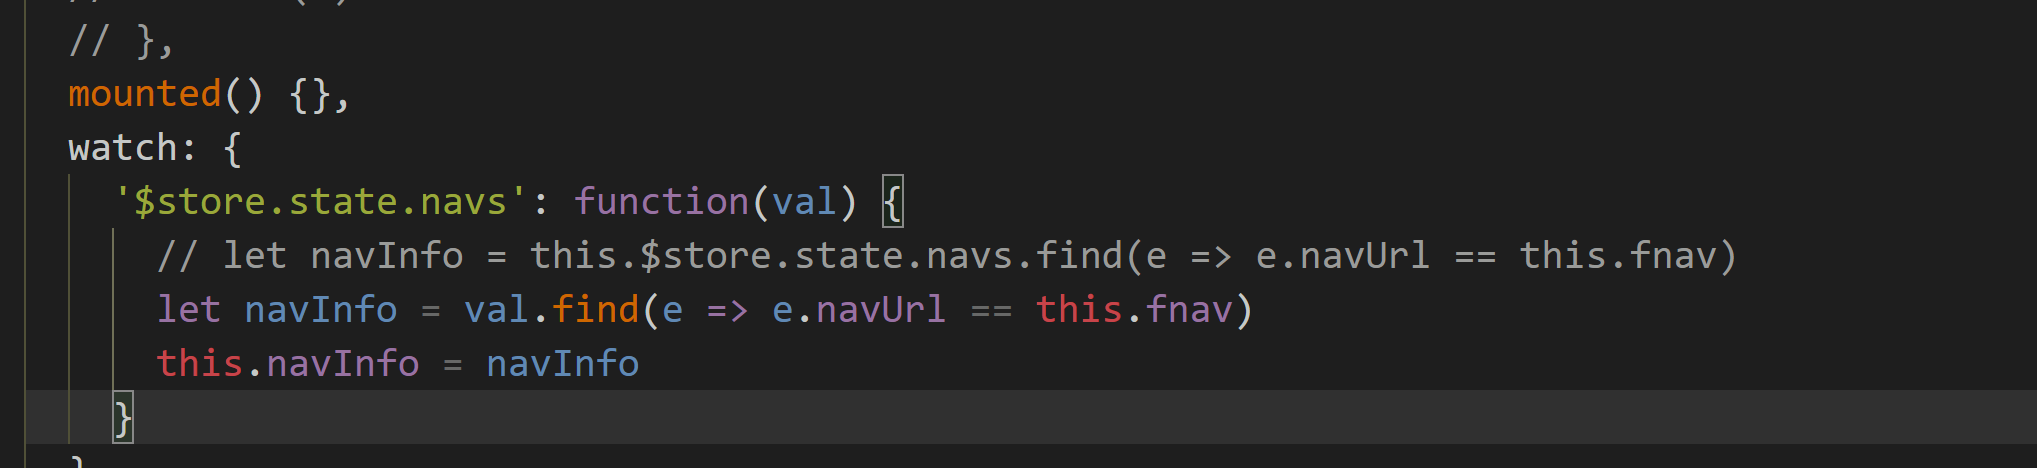 // },
mounted() {},
watch: {
'$store.state.navs': function(val) {
// let navInfo = this.$store.state.navs.find(e => e.navUrl == this.fnav)
let navInfo = val.find(e => e.navUrl == this.fnav)
this.navInfo = navInfo
}
}